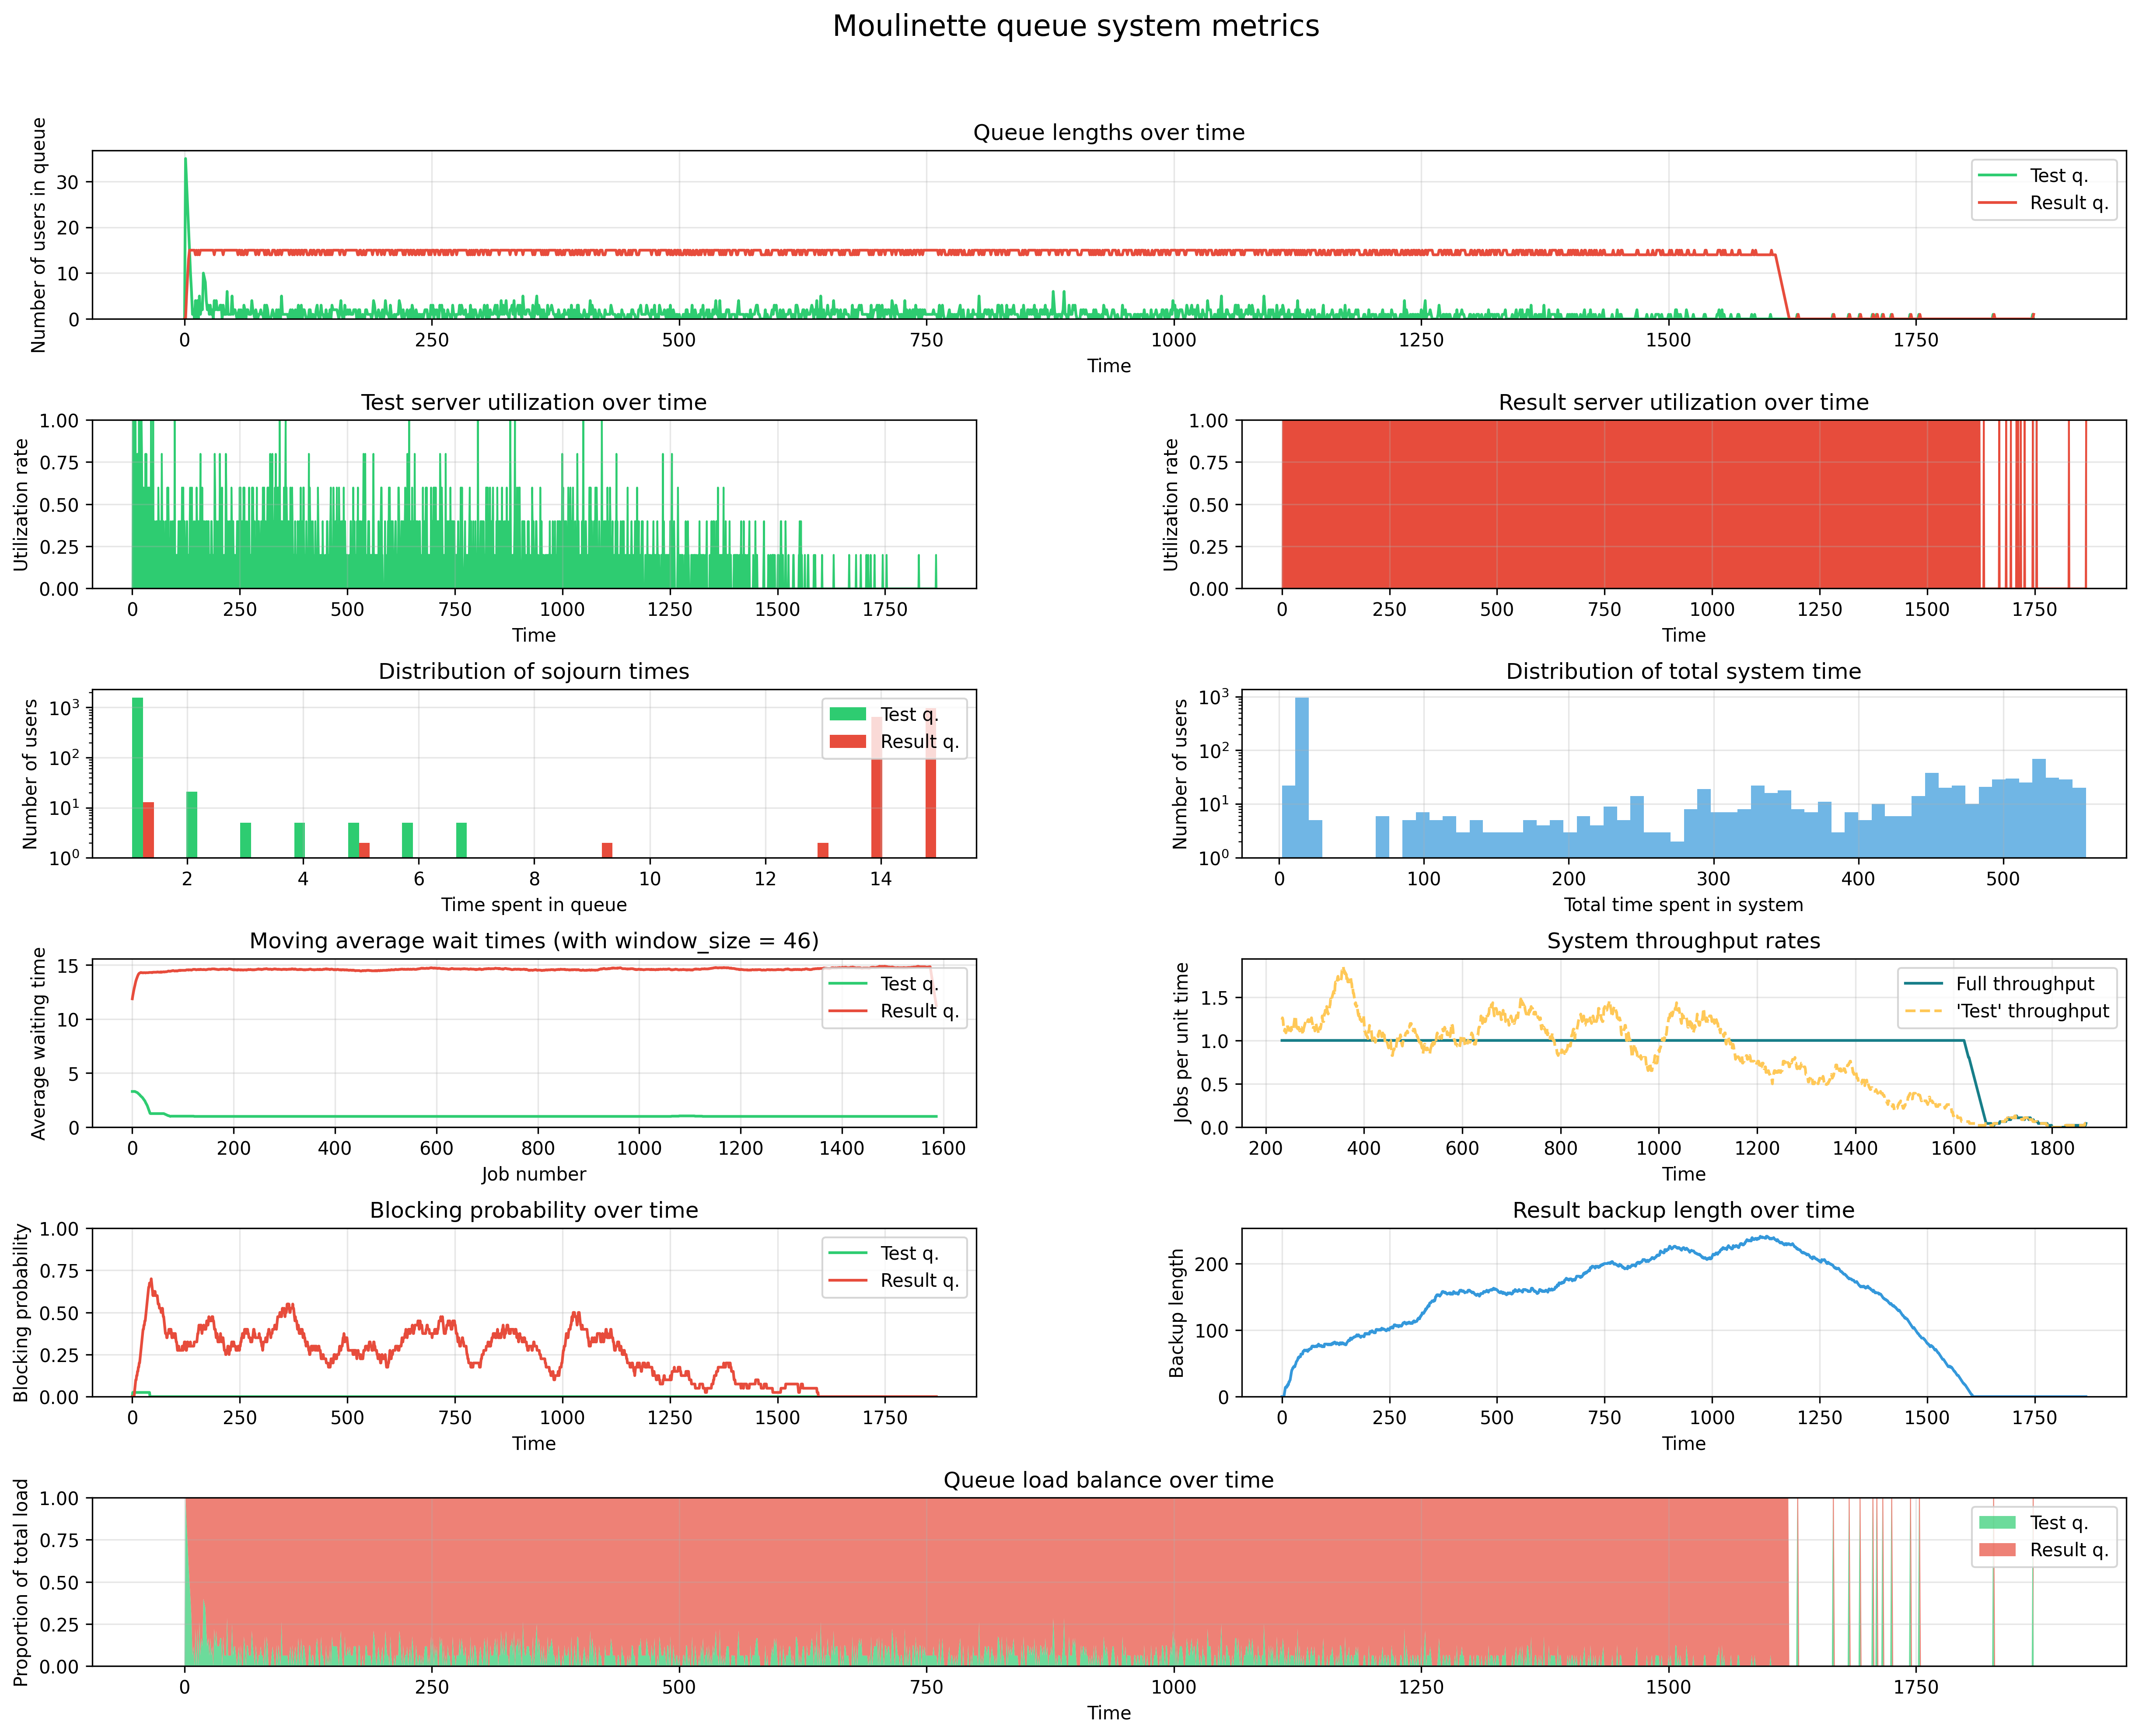 Moulinette queue system metrics
Queue lengths over time
Number of users in queue
30
20
10
0
Test q.
Result q.
0 250 500 750 1000 1250 1500 1750
Time
Test server utilization over time
Utilization rate
1.00
0.75
0.50
0.25
0.00
0 250 500 750 1000 1250 1500 1750
Time
Result server utilization over time
Utilization rate
1.00
0.75
0.50
0.25
0.00
0 250 500 750 1000 1250 1500 1750
Time
Distribution of sojourn times
Number of users
10³
10²
10¹
10⁰
Test q.
Result q.
2 4 6 8 10 12 14
Time spent in queue
Distribution of total system time
Number of users
10³
10²
10¹
10⁰
0 100 200 300 400 500
Total time spent in system
Moving average wait times (with window_size = 46)
Average waiting time
15
10
5
0
Test q.
Result q.
0 200 400 600 800 1000 1200 1400 1600
Job number
System throughput rates
Jobs per unit time
1.5
1.0
0.5
0.0
Full throughput
'Test' throughput
200 400 600 800 1000 1200 1400 1600 1800
Time
Blocking probability over time
Blocking probability
1.00
0.75
0.50
0.25
0.00
Test q.
Result q.
0 250 500 750 1000 1250 1500 1750
Time
Result backup length over time
Backup length
200
100
0
0 250 500 750 1000 1250 1500 1750
Time
Queue load balance over time
Proportion of total load
1.00
0.75
0.50
0.25
0.00
Test q.
Result q.
0 250 500 750 1000 1250 1500 1750
Time